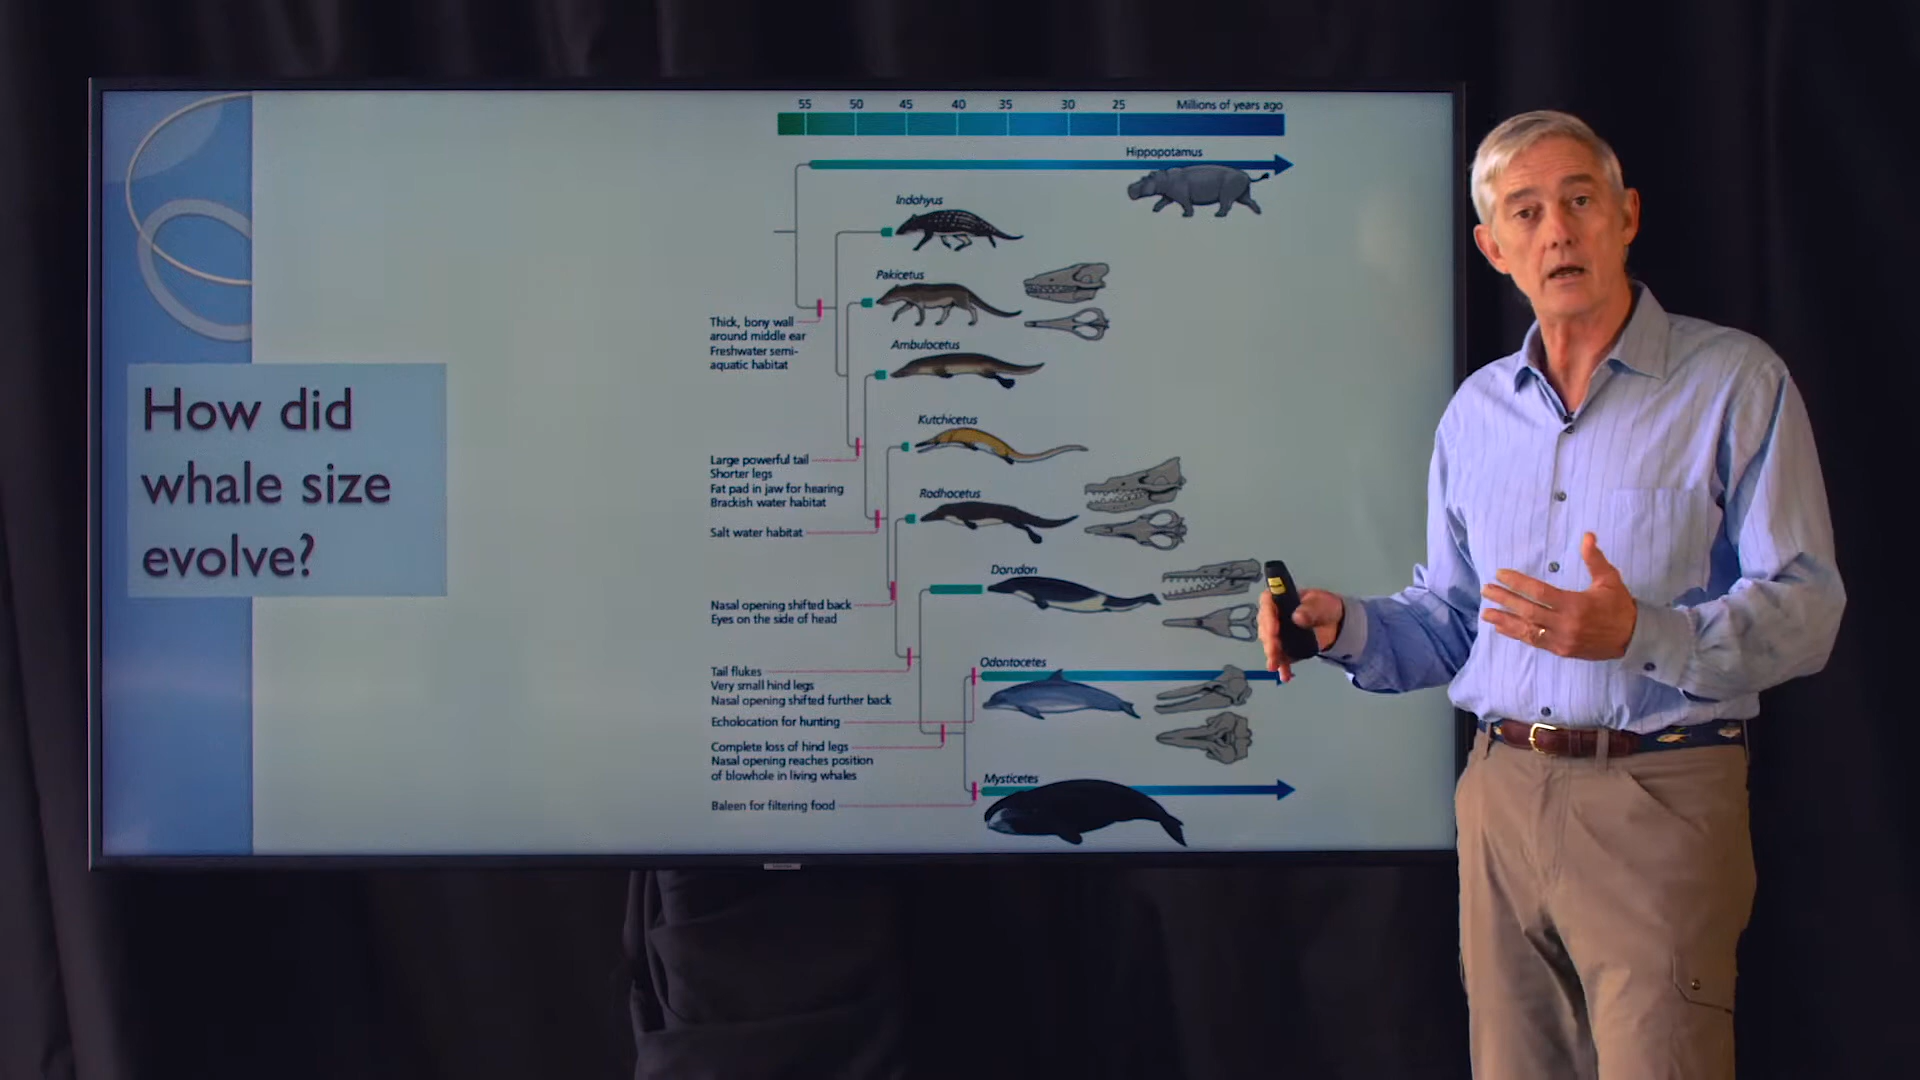 55 50 45 40 35 30 25 Millions of years ago
Hippopotamus
Indohyus
Pakicetus
Thick, bony wall
around middle ear
Freshwater semi-
aquatic habitat
Ambulocetus
How did
whale size
evolve?
Kutchicetus
Large powerful tail
Shorter legs
Fat pad in jaw for hearing
Brackish water habitat
Rodhocetus
Salt water habitat
Dorudon
Nasal opening shifted back
Eyes on the side of head
Odontocetes
Tail flukes
Very small hind legs
Nasal opening shifted further back
Echolocation for hunting
Complete loss of hind legs
Nasal opening reaches position
of blowhole in living whales
Mysticetes
Baleen for filtering food